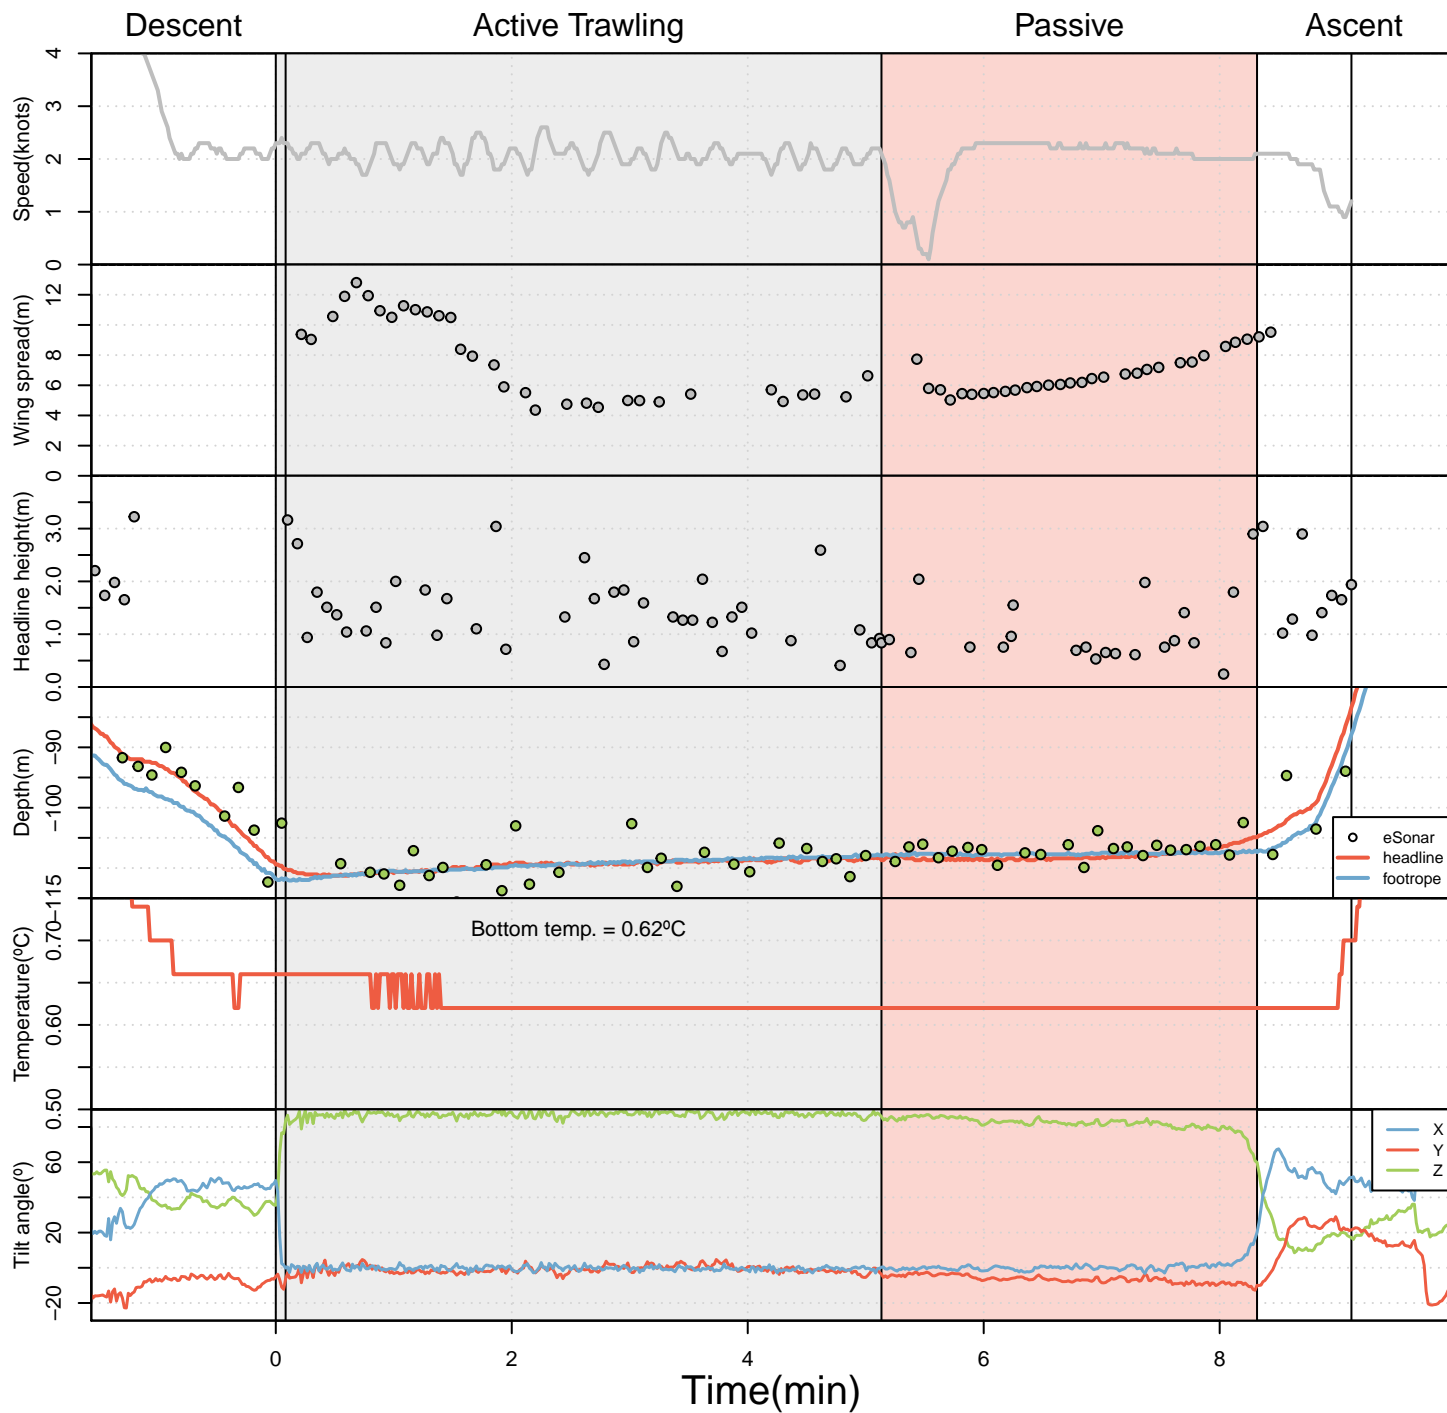 Descent Active Trawling Passive Ascent
Speed(knots)
4
3
2
1
0
Wing spread(m)
12
8
6
4
2
0
Headline height(m)
3.0
2.0
1.0
0.0
Depth(m)
−90
−100
−115
eSonar
headline
footrope
Temperature(ºC)
0.70
0.60
0.50
Bottom temp. = 0.62ºC
Tilt angle(º)
60
20
−20
X
Y
Z
0 2 4 6 8
Time(min)